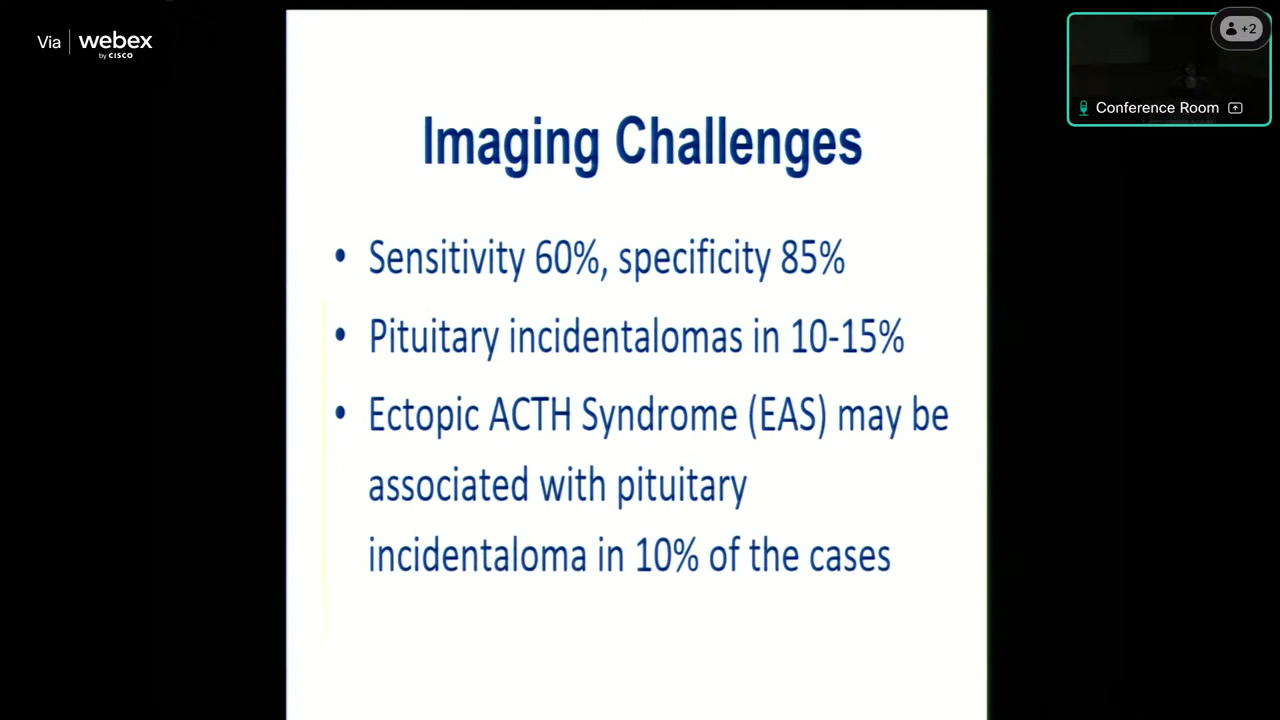 Via webex
by CISCO
+2
Conference Room
Imaging Challenges
• Sensitivity 60%, specificity 85%
• Pituitary incidentalomas in 10-15%
• Ectopic ACTH Syndrome (EAS) may be
associated with pituitary
incidentaloma in 10% of the cases